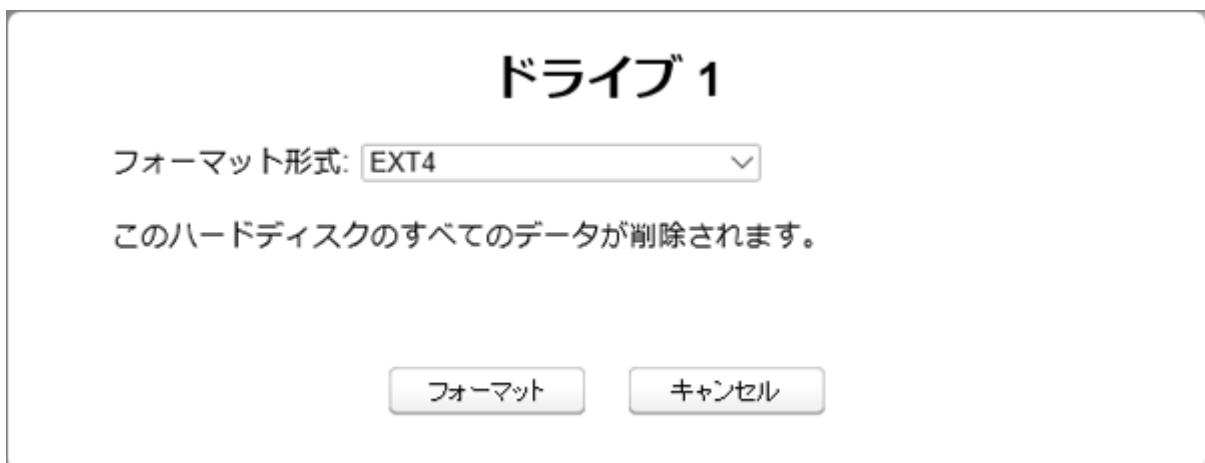 ドライブ 1
フォーマット形式: EXT4
このハードディスクのすべてのデータが削除されます。
フォーマット キャンセル